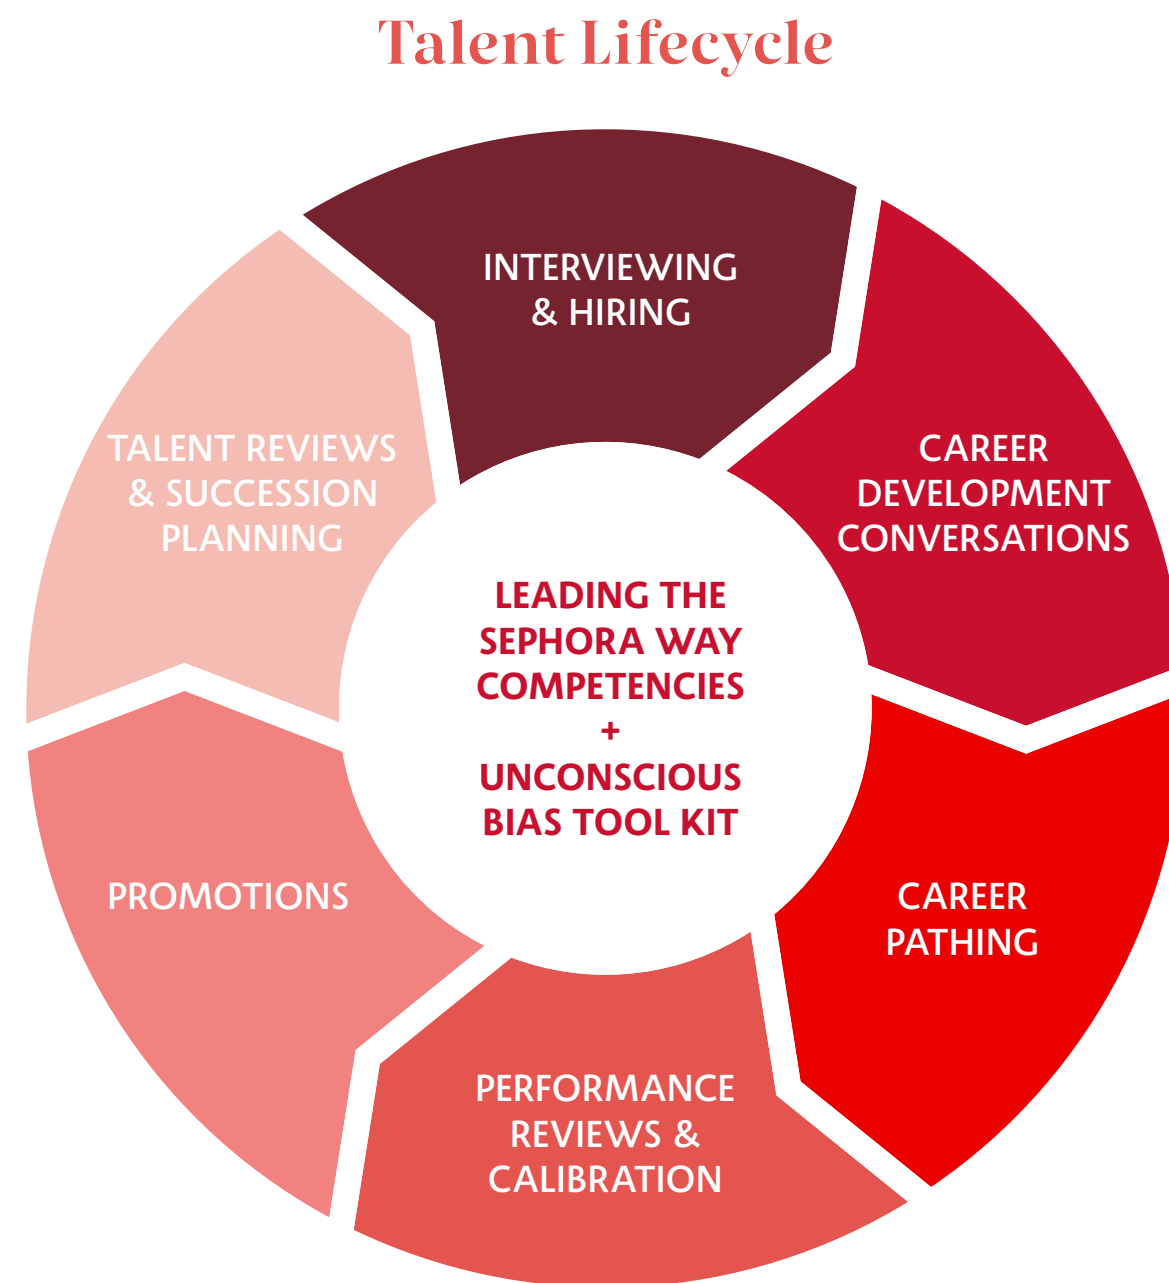 Talent Lifecycle
INTERVIEWING
& HIRING
CAREER
DEVELOPMENT
CONVERSATIONS
CAREER
PATHING
PERFORMANCE
REVIEWS &
CALIBRATION
PROMOTIONS
TALENT REVIEWS
& SUCCESSION
PLANNING
LEADING THE
SEPHORA WAY
COMPETENCIES
+
UNCONSCIOUS
BIAS TOOL KIT